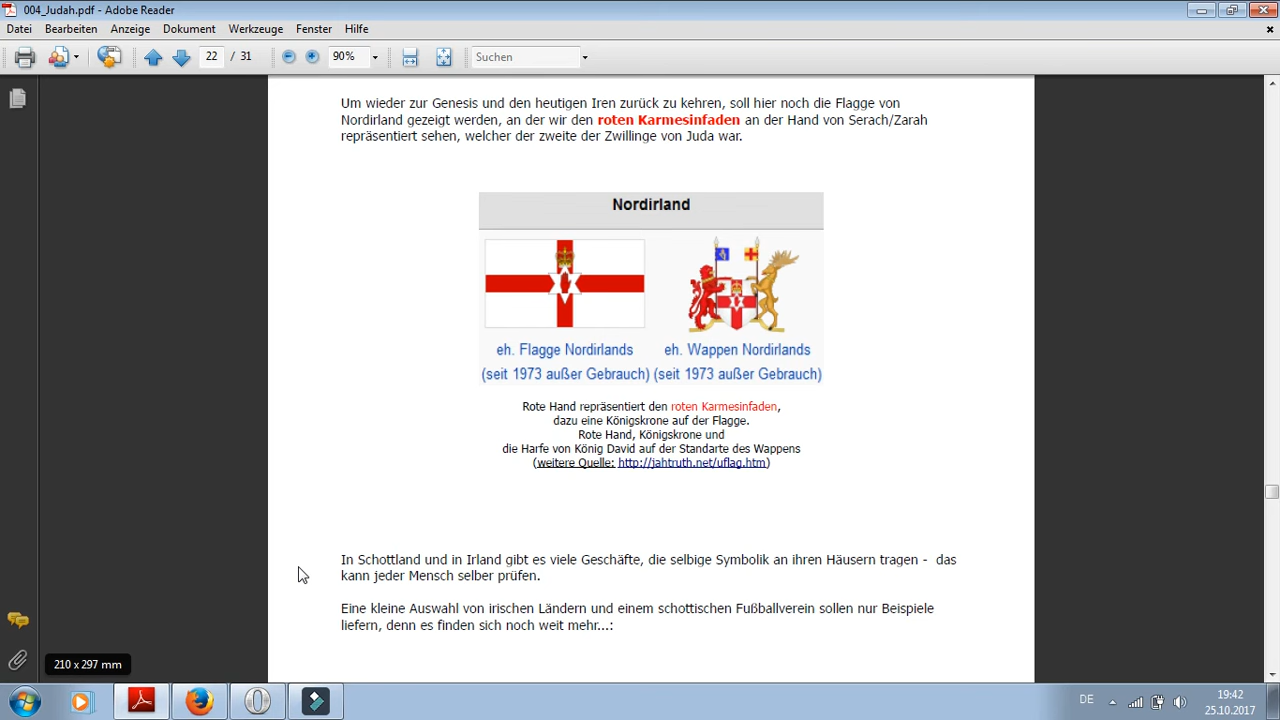 004_Judah.pdf - Adobe Reader
Datei Bearbeiten Anzeige Dokument Werkzeuge Fenster Hilfe
22 / 31 90% Suchen
Um wieder zur Genesis und den heutigen Iren zurück zu kehren, soll hier noch die Flagge von
Nordirland gezeigt werden, an der wir den roten Karmesinfaden an der Hand von Serach/Zarah
repräsentiert sehen, welcher der zweite der Zwillinge von Juda war.
Nordirland
eh. Flagge Nordirlands eh. Wappen Nordirlands
(seit 1973 außer Gebrauch) (seit 1973 außer Gebrauch)
Rote Hand repräsentiert den roten Karmesinfaden,
dazu eine Königskrone auf der Flagge.
Rote Hand, Königskrone und
die Harfe von König David auf der Standarte des Wappens
(weitere Quelle: http://jahtruth.net/uflag.htm)
In Schottland und in Irland gibt es viele Geschäfte, die selbige Symbolik an ihren Häusern tragen - das
kann jeder Mensch selber prüfen.
Eine kleine Auswahl von irischen Ländern und einem schottischen Fußballverein sollen nur Beispiele
liefern, denn es finden sich noch weit mehr...:
210 x 297 mm
DE
19:42
25.10.2017